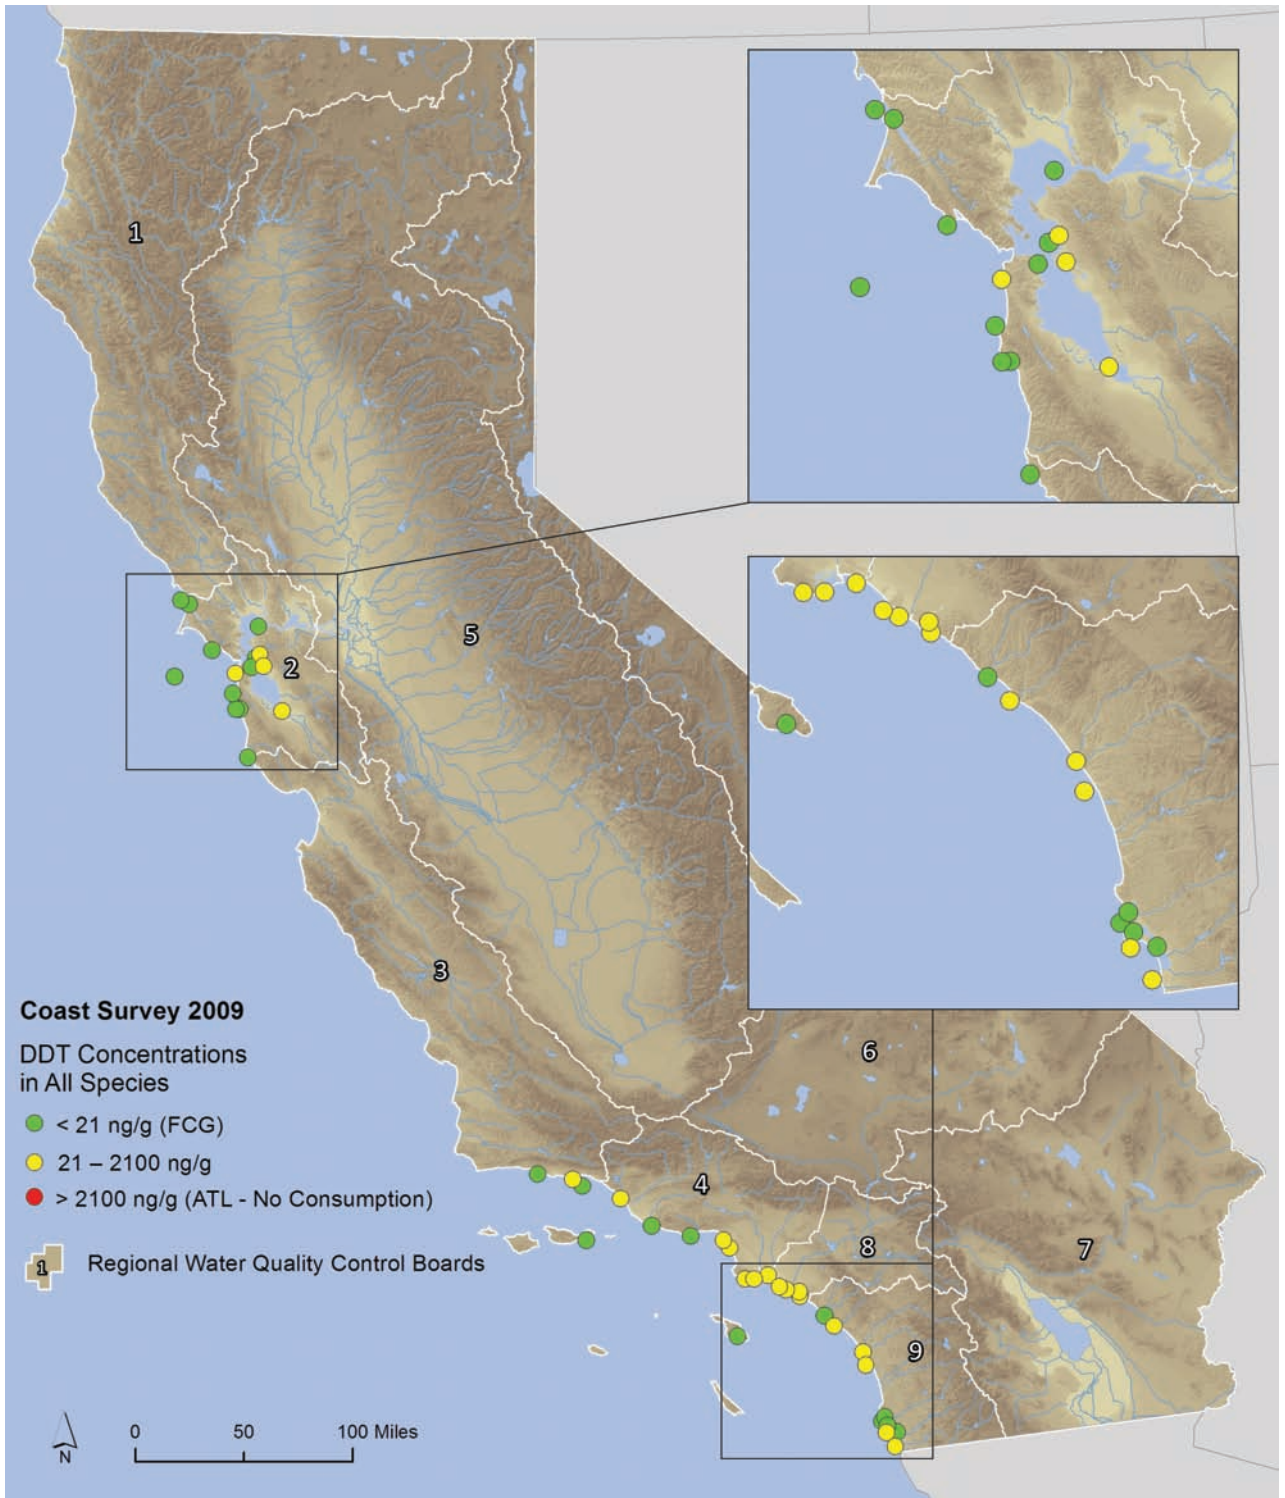 1
2
5
3
6
4
8
7
9
Coast Survey 2009
DDT Concentrations
in All Species
< 21 ng/g (FCG)
21 – 2100 ng/g
> 2100 ng/g (ATL - No Consumption)
1 Regional Water Quality Control Boards
N
0 50 100 Miles